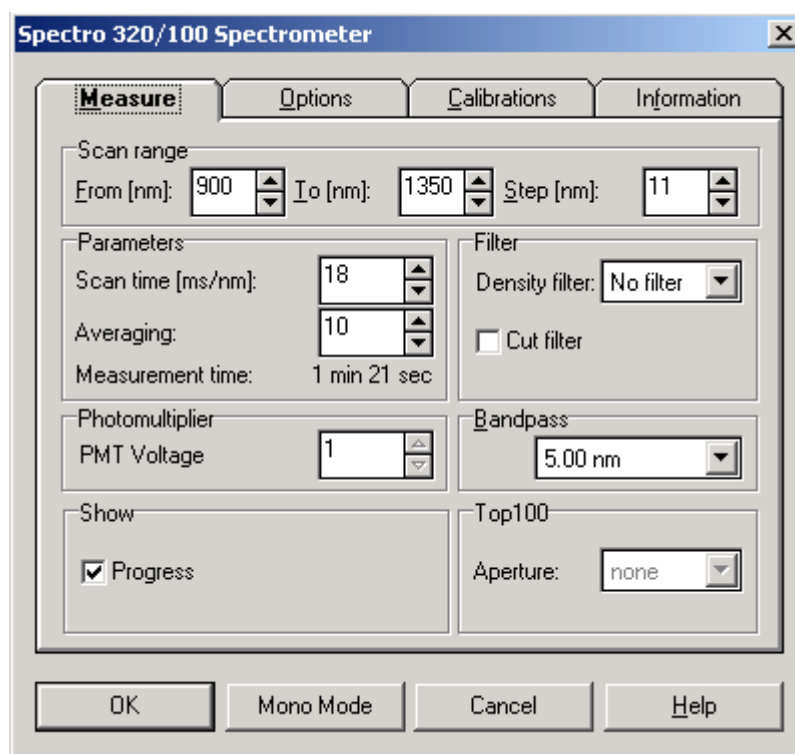 Spectro 320/100 Spectrometer
Measure Options Calibrations Information
Scan range
From [nm]: 900 To [nm]: 1350 Step [nm]: 11
Parameters
Scan time [ms/nm]: 18
Averaging: 10
Measurement time: 1 min 21 sec
Filter
Density filter: No filter
Cut filter
Photomultiplier
PMT Voltage 1
Bandpass
5.00 nm
Show
Progress
Top100
Aperture: none
OK Mono Mode Cancel Help